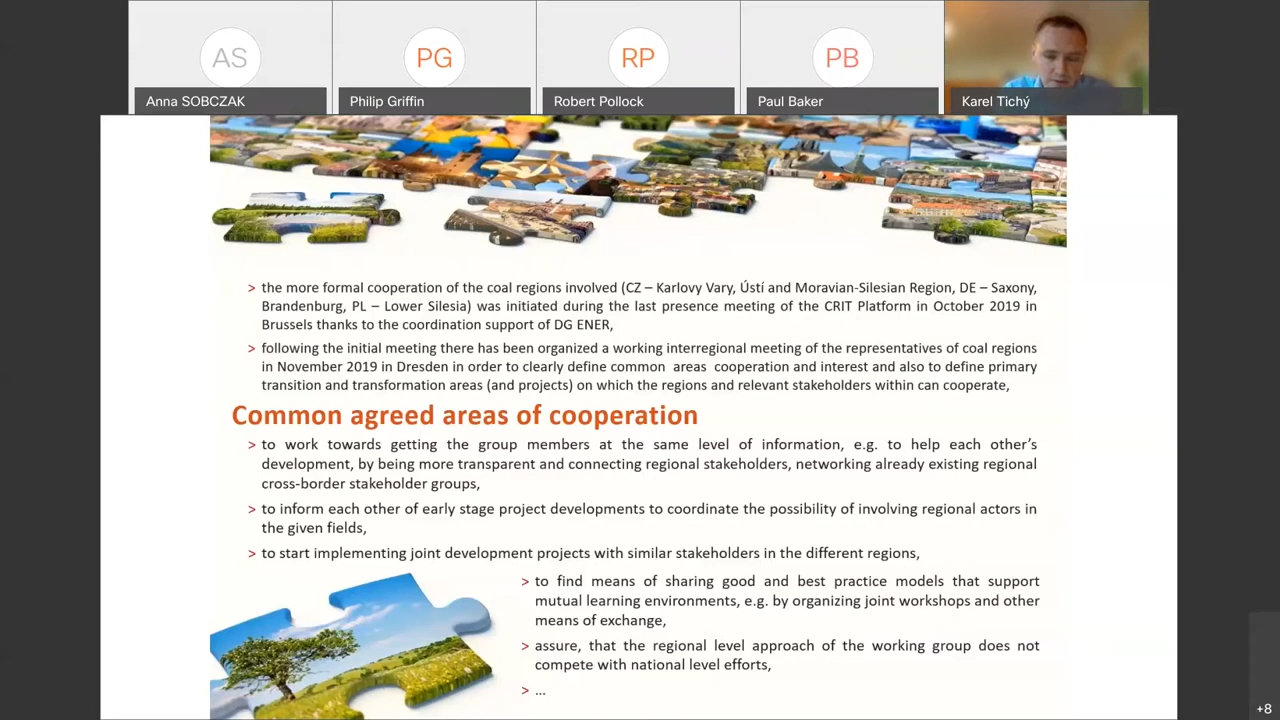 AS
PG
RP
PB
Anna SOBCZAK
Philip Griffin
Robert Pollock
Paul Baker
Karel Tichý
> the more formal cooperation of the coal regions involved (CZ – Karlovy Vary, Ústí and Moravian-Silesian Region, DE – Saxony,
Brandenburg, PL – Lower Silesia) was initiated during the last presence meeting of the CRIT Platform in October 2019 in
Brussels thanks to the coordination support of DG ENER,
> following the initial meeting there has been organized a working interregional meeting of the representatives of coal regions
in November 2019 in Dresden in order to clearly define common areas cooperation and interest and also to define primary
transition and transformation areas (and projects) on which the regions and relevant stakeholders within can cooperate,
Common agreed areas of cooperation
> to work towards getting the group members at the same level of information, e.g. to help each other's
development, by being more transparent and connecting regional stakeholders, networking already existing regional
cross-border stakeholder groups,
> to inform each other of early stage project developments to coordinate the possibility of involving regional actors in
the given fields,
> to start implementing joint development projects with similar stakeholders in the different regions,
> to find means of sharing good and best practice models that support
mutual learning environments, e.g. by organizing joint workshops and other
means of exchange,
> assure, that the regional level approach of the working group does not
compete with national level efforts,
> ...
+8